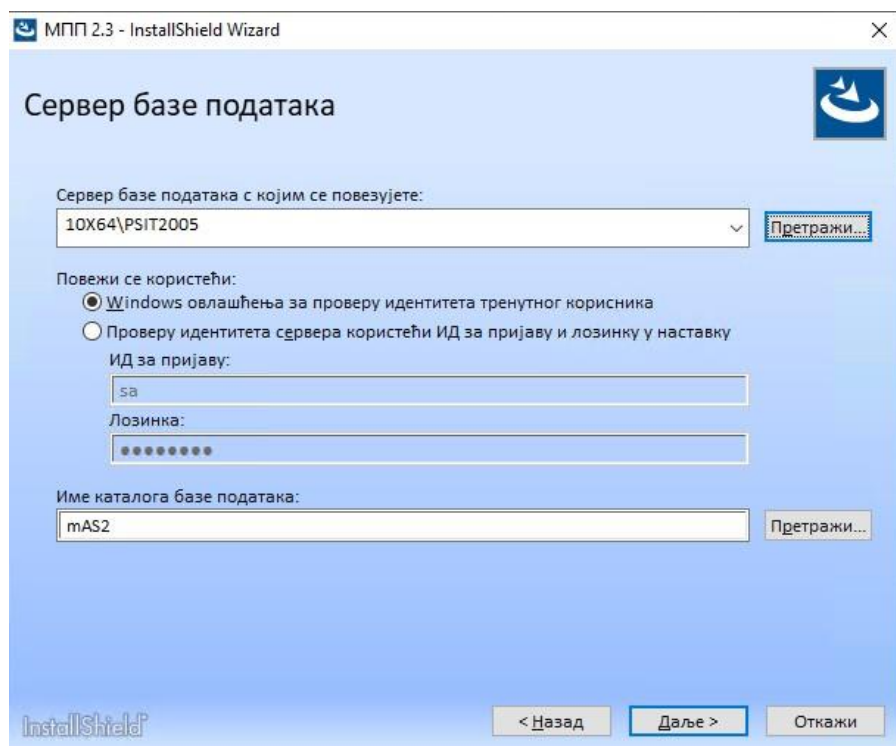 МПП 2.3 - InstallShield Wizard
Сервер базе података
Сервер базе података с којим се повезујете:
10X64\PSIT2005
Претражи...
Повежи се користећи:
Windows овлашћења за проверу идентитета тренутног корисника
Проверу идентитета сервера користећи ИД за пријаву и лозинку у наставку
ИД за пријаву:
sa
Лозинка:
●●●●●●●●
Име каталога базе података:
mAS2
Претражи...
InstallShield
< Назад
Даље >
Откажи